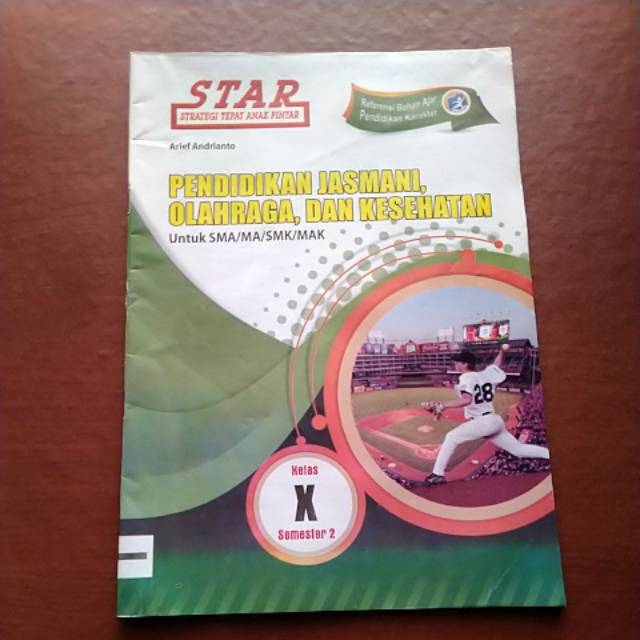 STAR
STRATEGI TEPAT ANAK PINTAR
Referensi Bahan Ajar
Pendidikan Karakter
Arief Andrianto
PENDIDIKAN JASMANI,
OLAHRAGA, DAN KESEHATAN
Untuk SMA/MA/SMK/MAK
28
Kelas
X
Semester 2